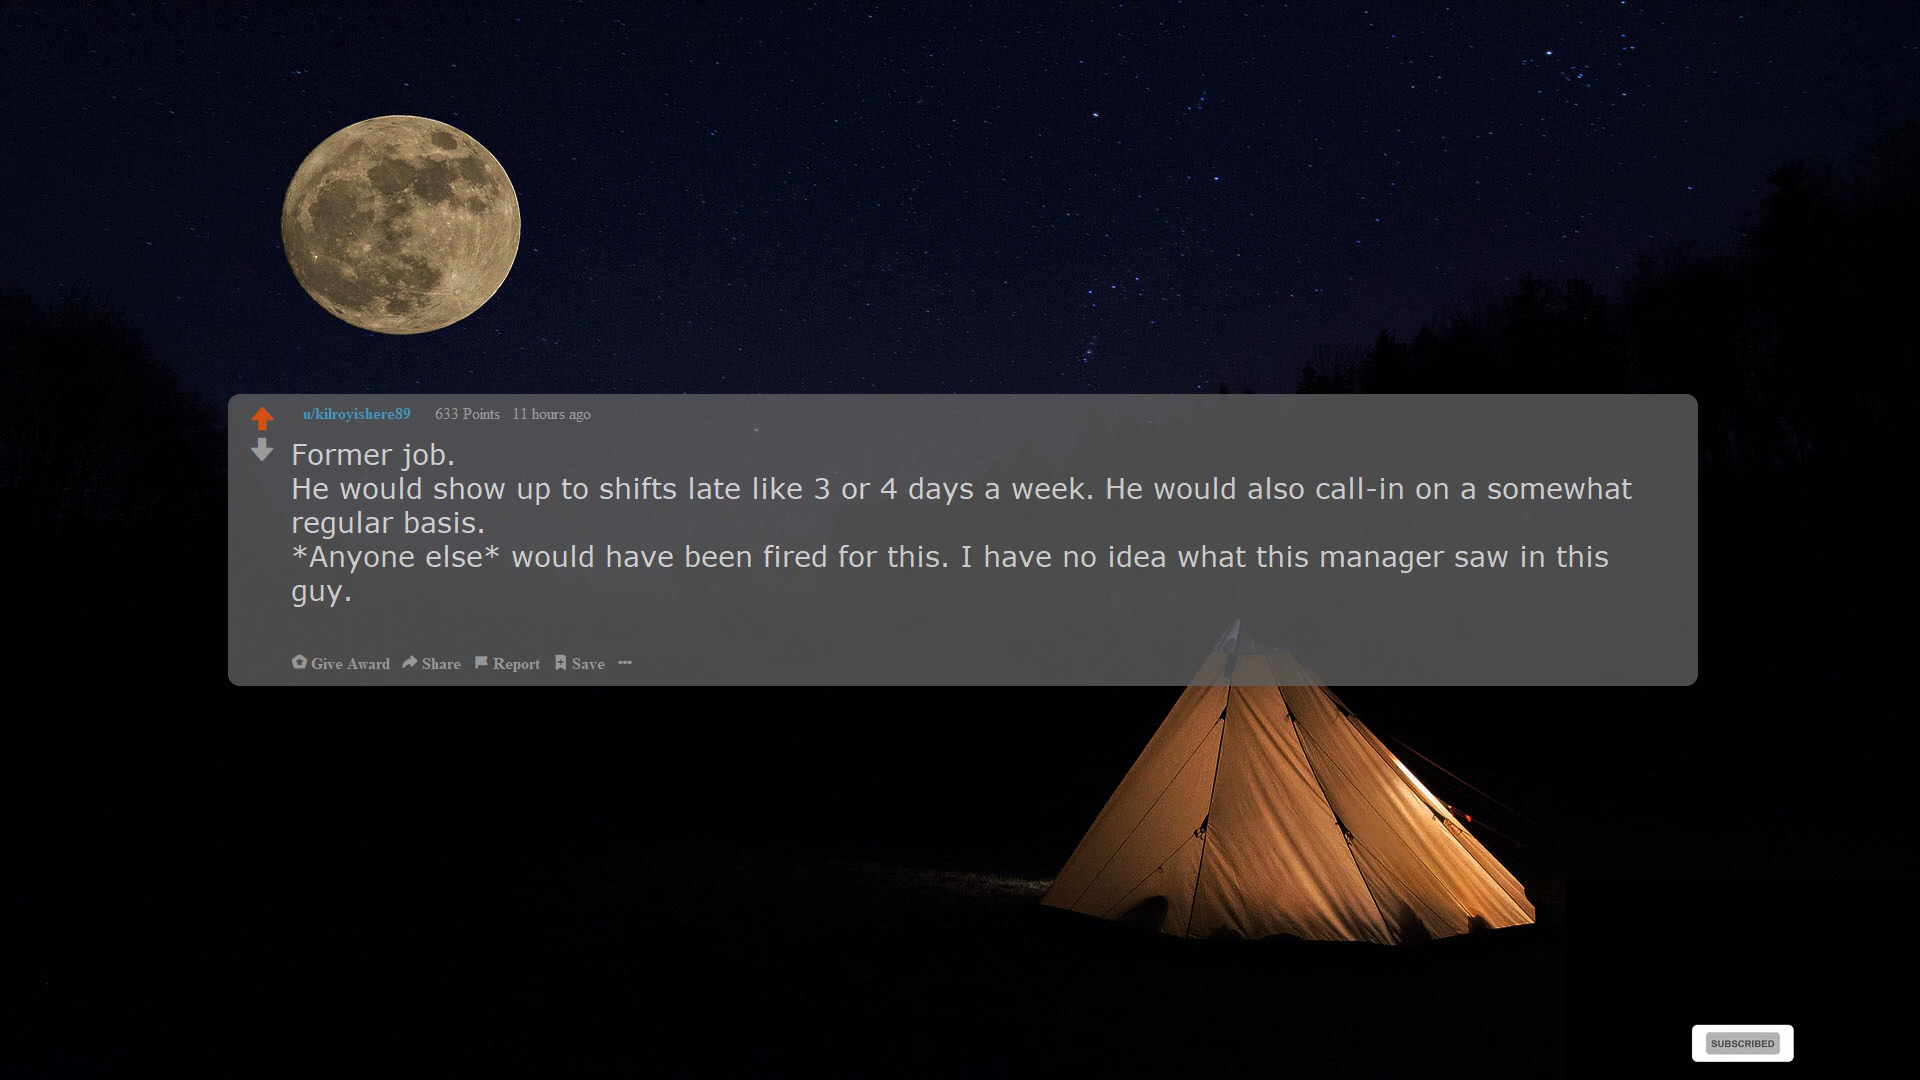 u/kilroyishere89 633 Points 11 hours ago
Former job.
He would show up to shifts late like 3 or 4 days a week. He would also call-in on a somewhat
regular basis.
*Anyone else* would have been fired for this. I have no idea what this manager saw in this
guy.
Give Award Share Report Save
SUBSCRIBED